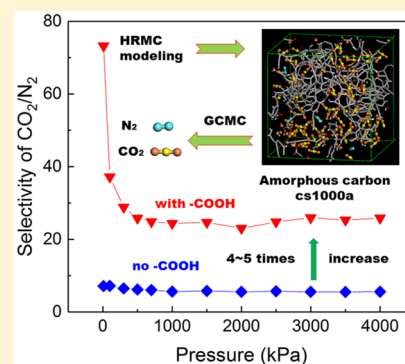 80
60
40
20
0
Selectivity of CO₂/N₂
HRMC
modeling
GCMC
N₂
CO₂
Amorphous carbon
cs1000a
with -COOH
no -COOH
4~5 times
increase
0 1000 2000 3000 4000
Pressure (kPa)